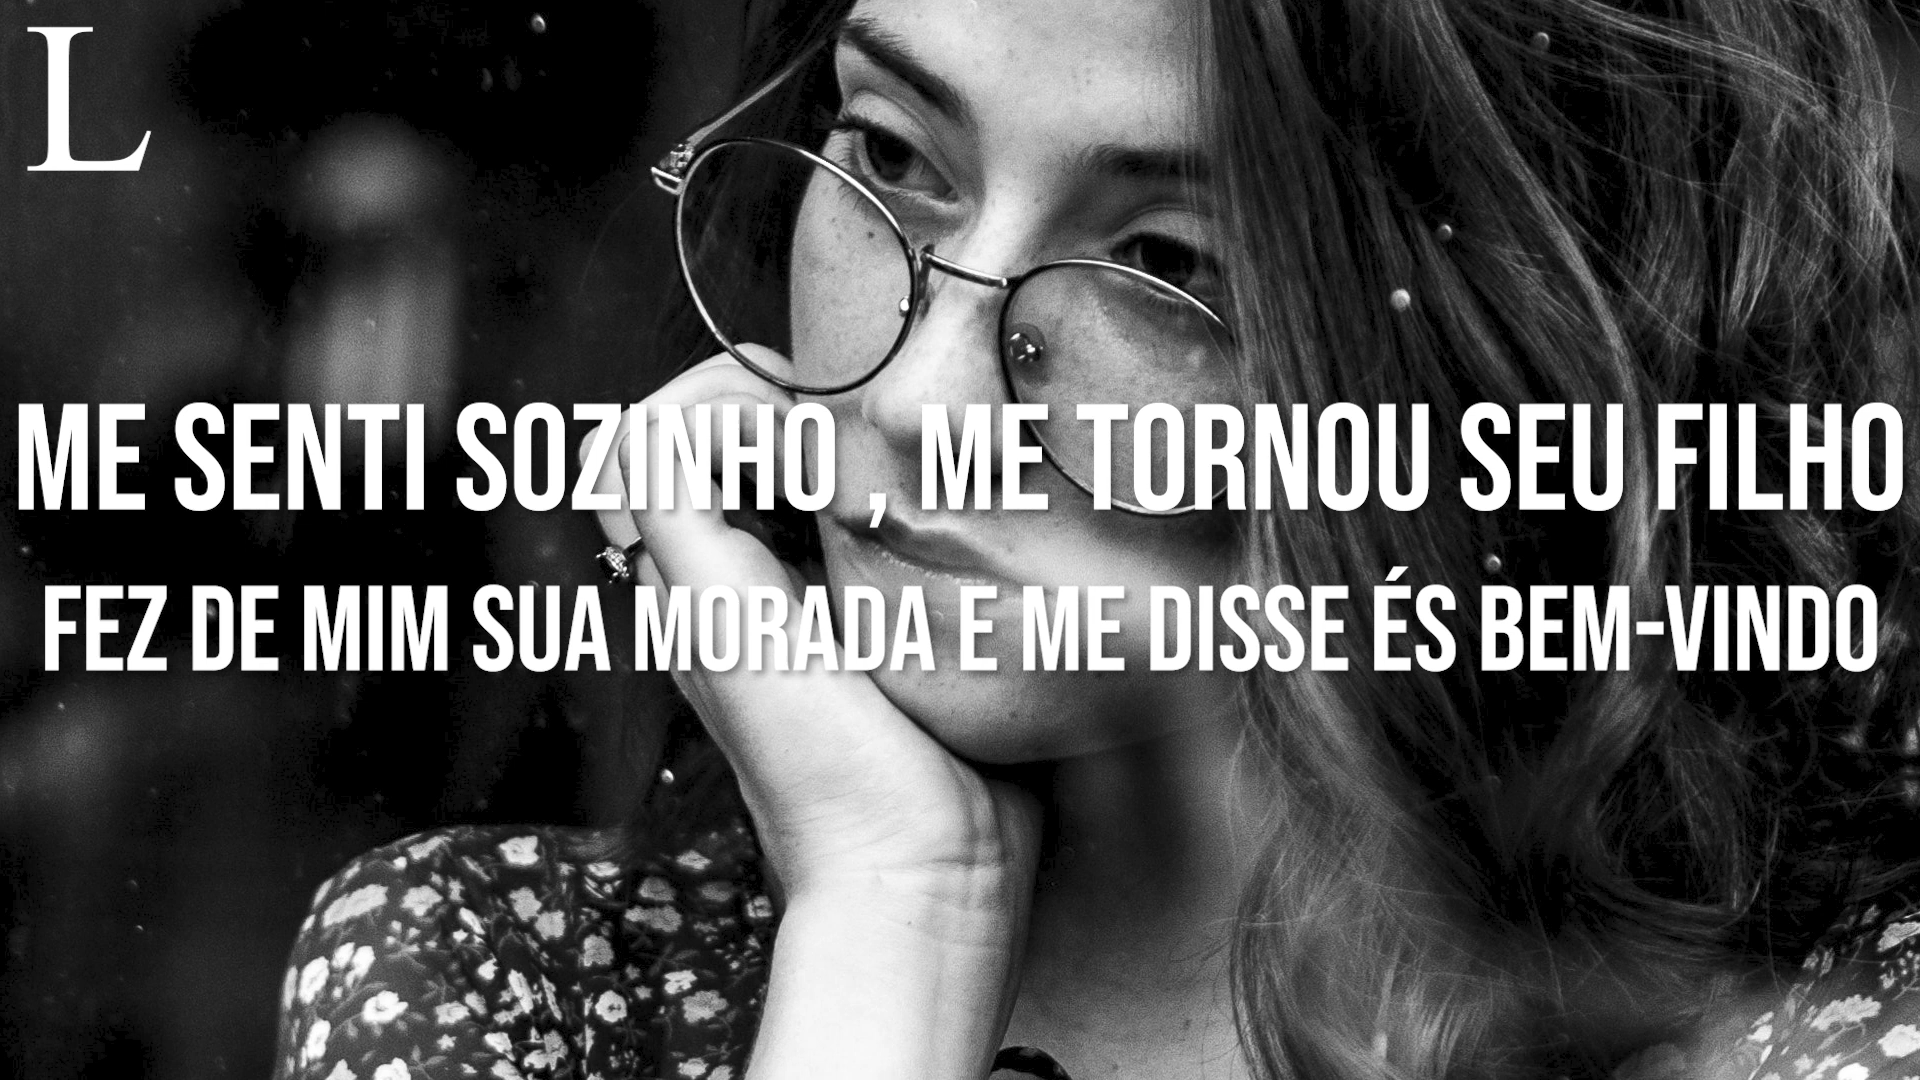 L
ME SENTI SOZINHO , ME TORNOU SEU FILHO
FEZ DE MIM SUA MORADA E ME DISSE ÉS BEM-VINDO